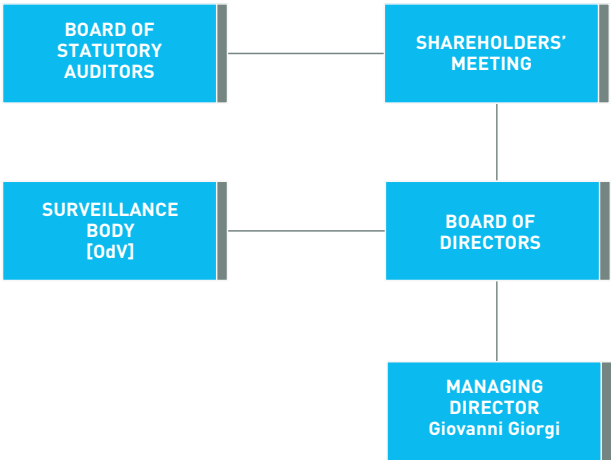 BOARD OF
STATUTORY
AUDITORS
SHAREHOLDERS’
MEETING
SURVEILLANCE
BODY
[OdV]
BOARD OF
DIRECTORS
MANAGING
DIRECTOR
Giovanni Giorgi